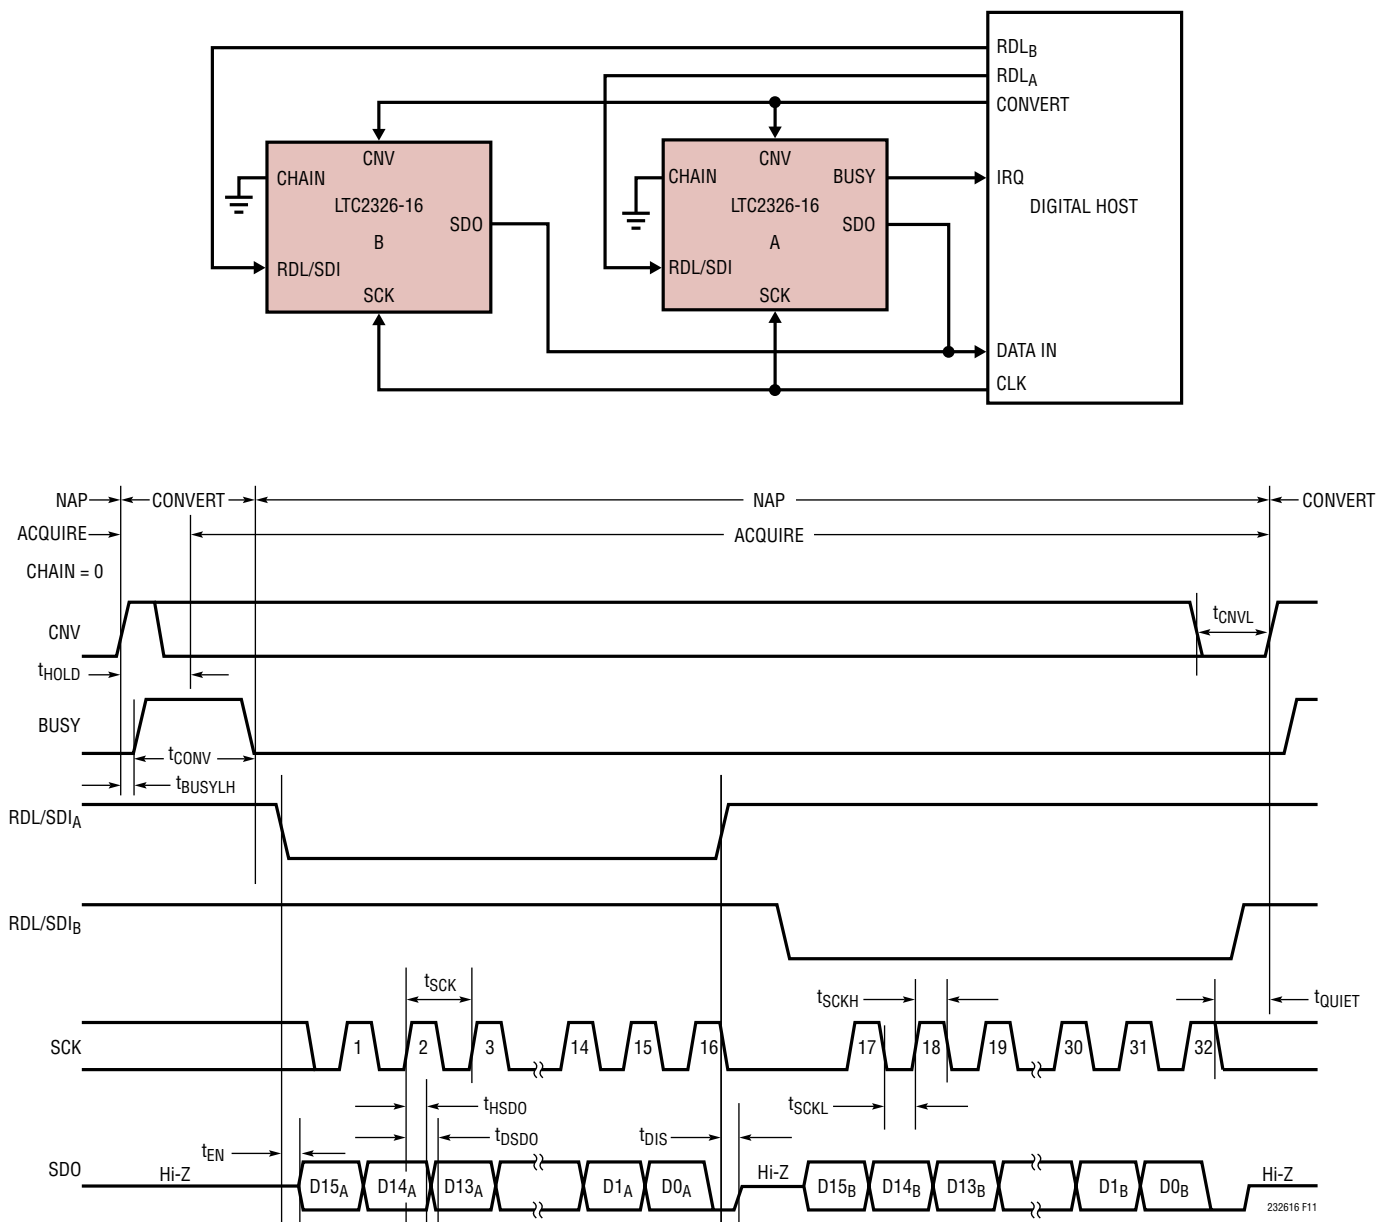 RDLB
RDLA
CONVERT
CNV
CHAIN
LTC2326-16
B
SDO
RDL/SDI
SCK
CNV
CHAIN
BUSY
LTC2326-16
A
SDO
RDL/SDI
SCK
IRQ
DIGITAL HOST
DATA IN
CLK
NAP CONVERT NAP CONVERT
ACQUIRE ACQUIRE
CHAIN = 0
CNV tCNVL
tHOLD
BUSY
tCONV
tBUSYLH
RDL/SDIA
RDL/SDIB
tSCK tSCKH tQUIET
SCK 1 2 3 14 15 16 17 18 19 30 31 32
tHSDO tSCKL
tEN tDSDO tDIS
SDO Hi-Z D15A D14A D13A D1A D0A Hi-Z D15B D14B D13B D1B D0B Hi-Z
232616 F11